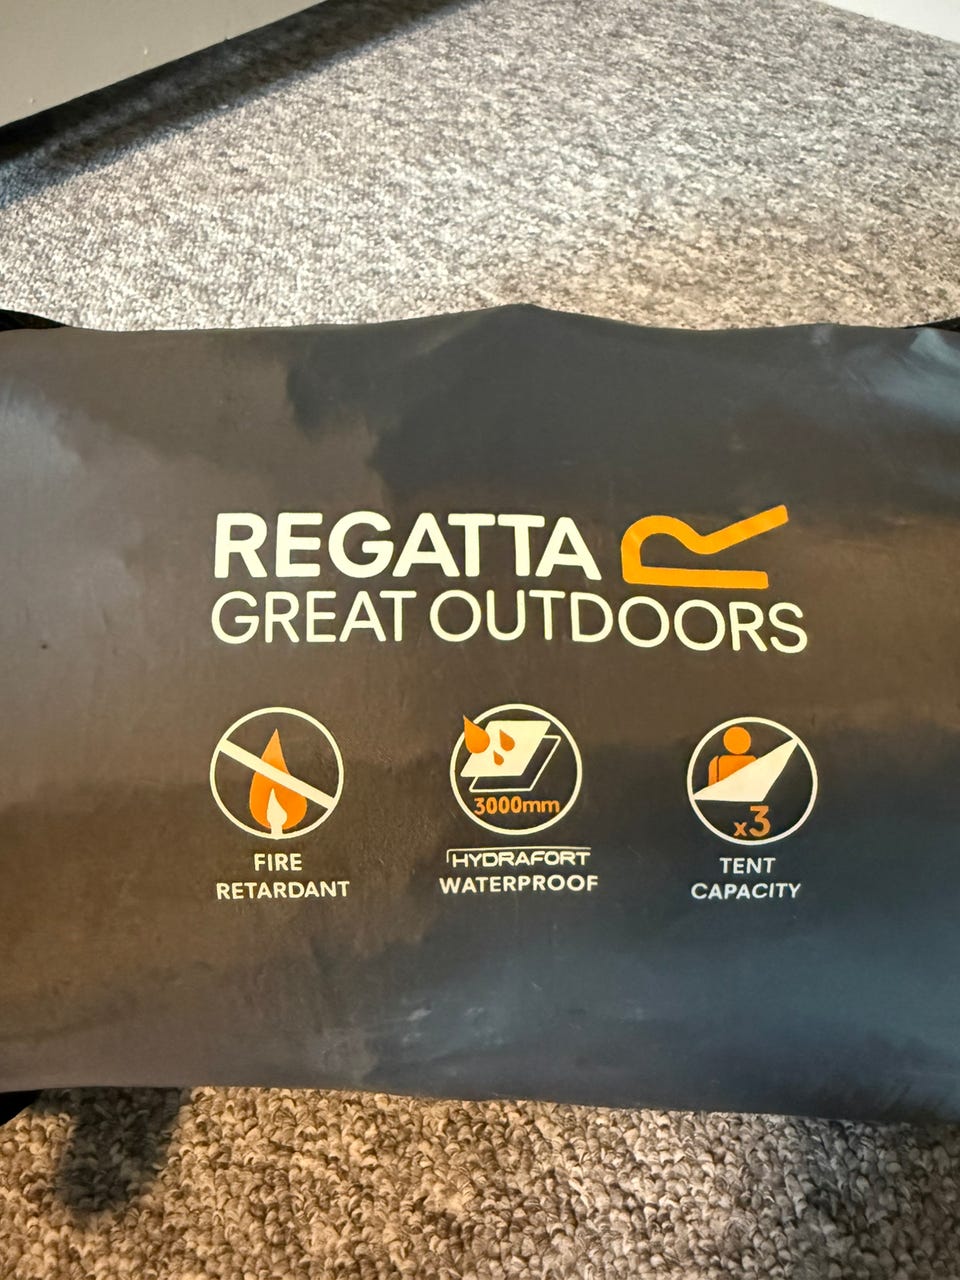 REGATTA
GREAT OUTDOORS
3000mm
x3
FIRE
RETARDANT
HYDRAFORT
WATERPROOF
TENT
CAPACITY